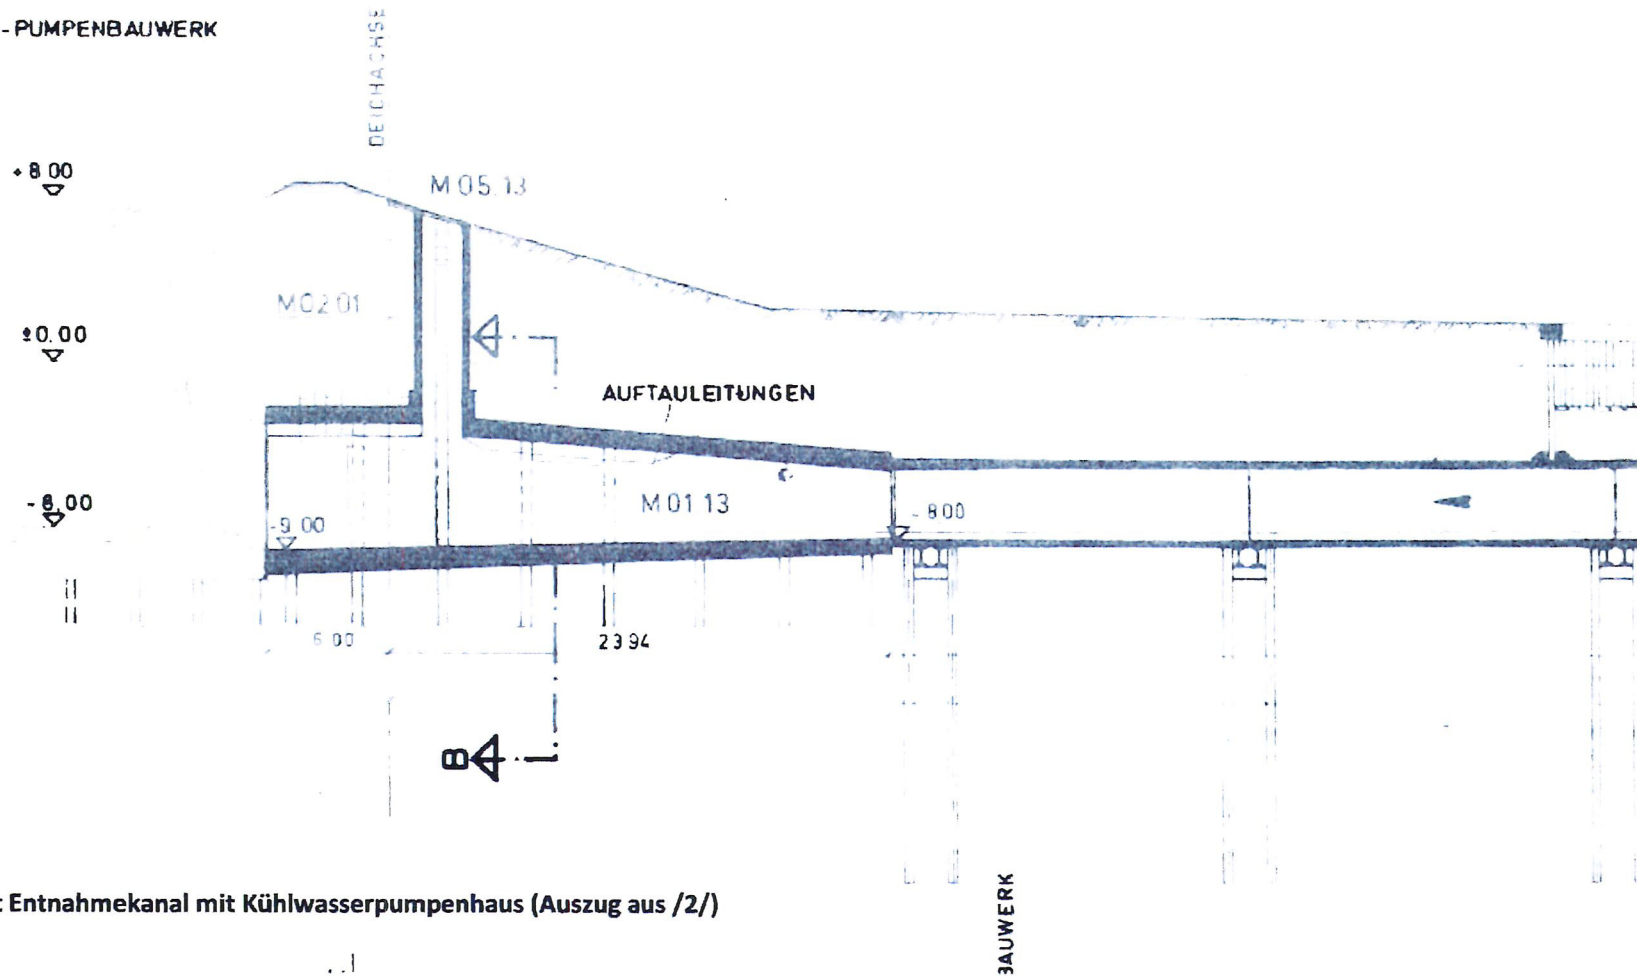 - PUMPENBAUWERK
DEICHACHSE
+ 8.00
M 05.13
M 02 01
±0.00
AUFTAULEITUNGEN
- 8,00
M 01 13
- 9 00
- 8 00
6 00
23 94
B
: Entnahmekanal mit Kühlwasserpumpenhaus (Auszug aus /2/)
BAUWERK